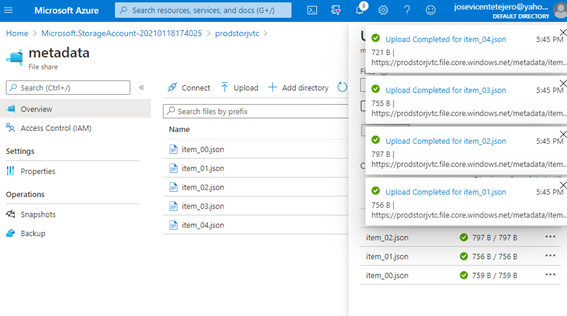 Microsoft Azure
Search resources, services, and docs (G+/)
josevicentetejero@yaho...
DEFAULT DIRECTORY
Home > Microsoft.StorageAccount-20210118174025 > prodstorjvtc >
metadata
File share
Search (Ctrl+/)
Overview
Access Control (IAM)
Settings
Properties
Operations
Snapshots
Backup
Connect
Upload
Add directory
Search files by prefix
Name
item_00.json
item_01.json
item_02.json
item_03.json
item_04.json
Upload Completed for item_04.json 5:45 PM
721 B |
https://prodstorjvtc.file.core.windows.net/metadata/item...
Upload Completed for item_03.json 5:45 PM
755 B |
https://prodstorjvtc.file.core.windows.net/metadata/item...
Upload Completed for item_02.json 5:45 PM
797 B |
https://prodstorjvtc.file.core.windows.net/metadata/item...
Upload Completed for item_01.json 5:45 PM
756 B |
https://prodstorjvtc.file.core.windows.net/metadata/item...
item_02.json 797 B / 797 B
item_01.json 756 B / 756 B
item_00.json 759 B / 759 B